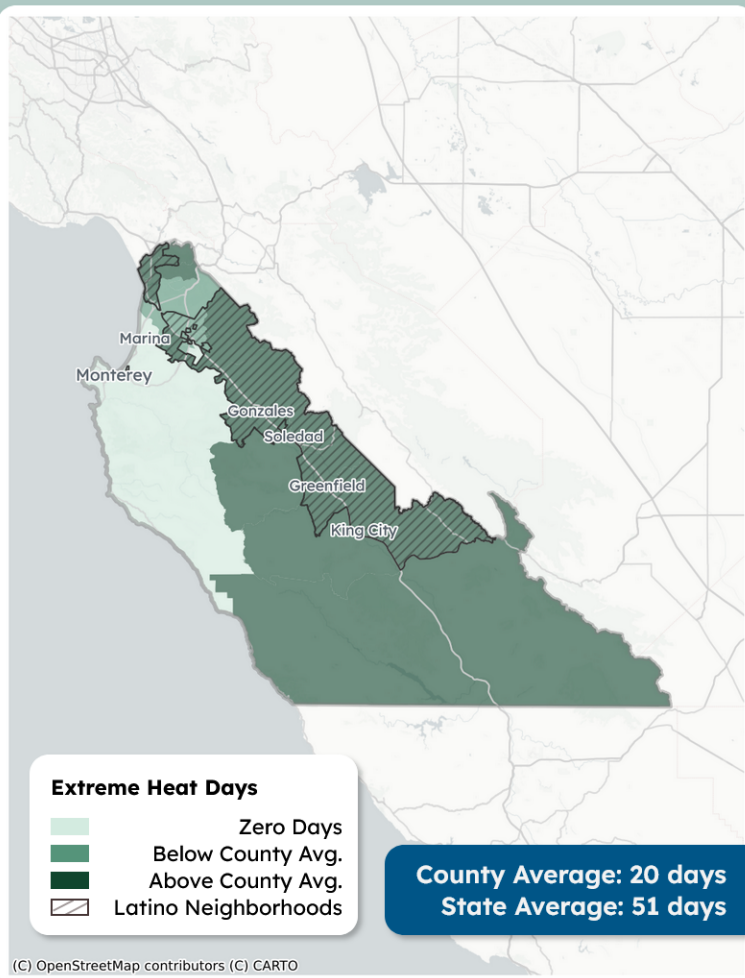 Marina
Monterey
Gonzales
Soledad
Greenfield
King City
Extreme Heat Days
Zero Days
Below County Avg.
Above County Avg.
Latino Neighborhoods
County Average: 20 days
State Average: 51 days
(C) OpenStreetMap contributors (C) CARTO